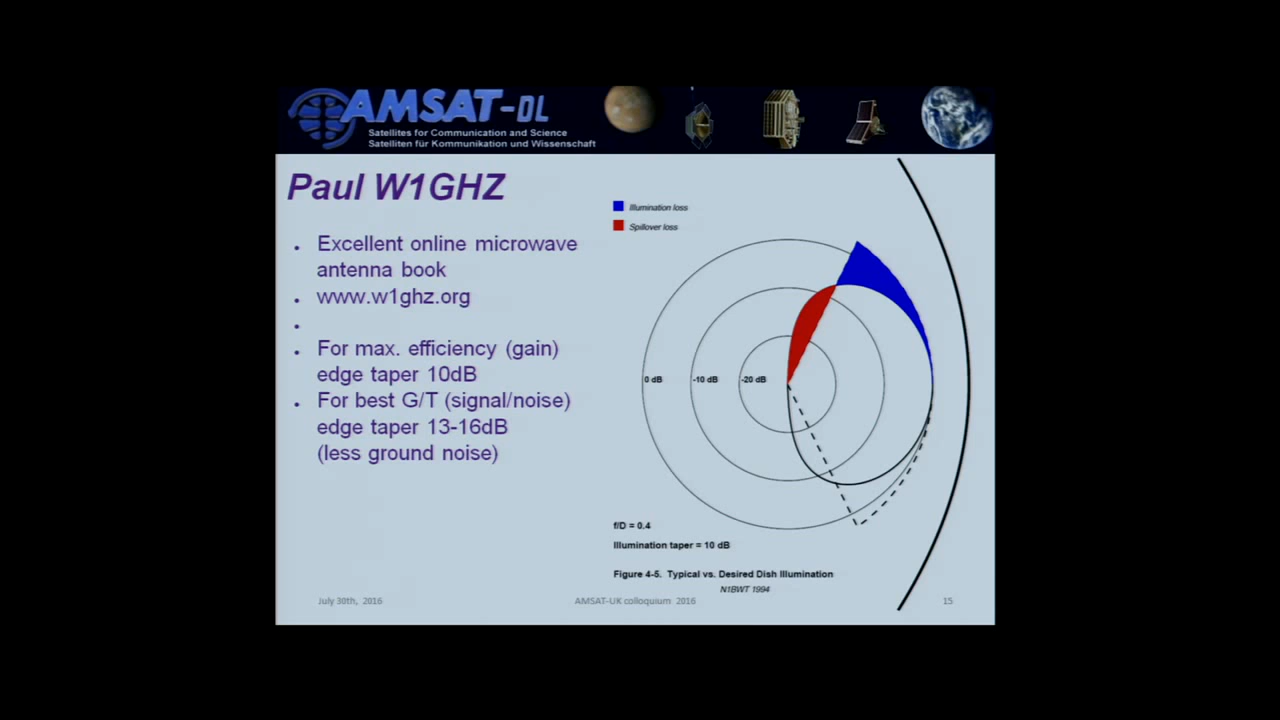 AMSAT-DL
Satellites for Communication and Science
Satelliten für Kommunikation und Wissenschaft
Paul W1GHZ
Excellent online microwave
antenna book
www.w1ghz.org
For max. efficiency (gain)
edge taper 10dB
For best G/T (signal/noise)
edge taper 13-16dB
(less ground noise)
Illumination loss
Spillover loss
0 dB -10 dB -20 dB
f/D = 0.4
Illumination taper = 10 dB
Figure 4-5. Typical vs. Desired Dish Illumination
N1BWT 1994
July 30th, 2016 AMSAT-UK colloquium 2016 15